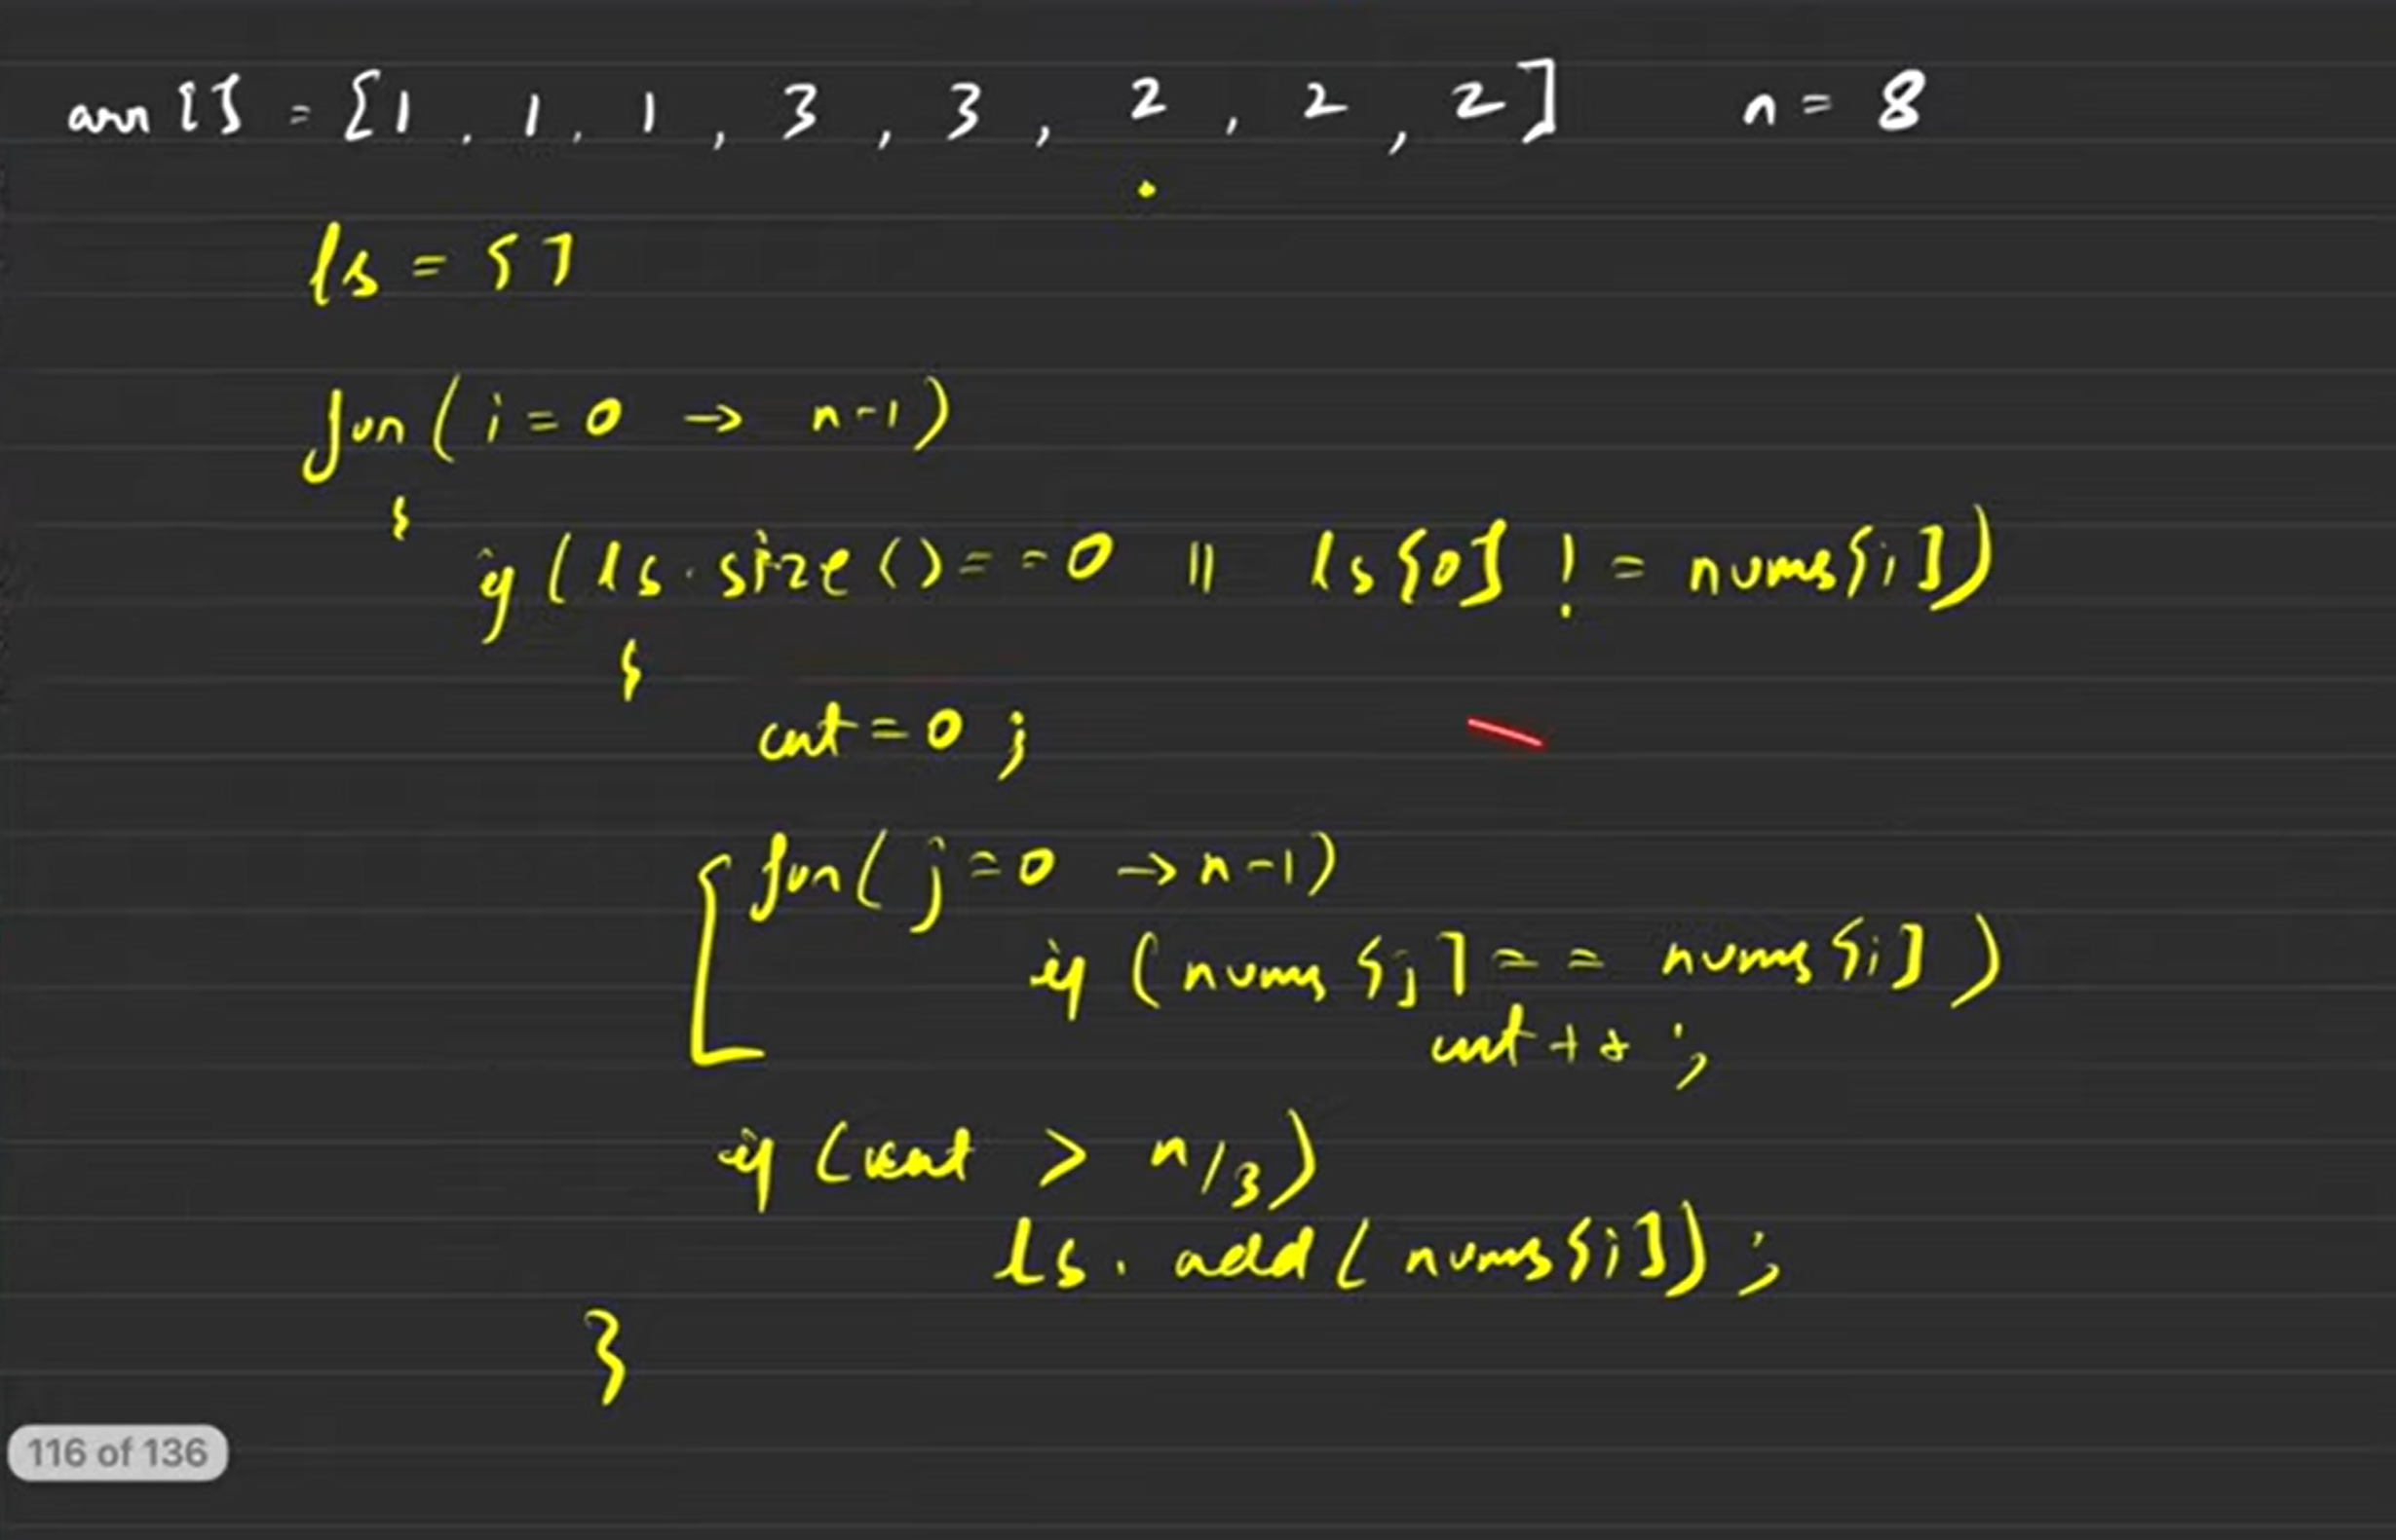 arr[] = {1, 1, 1, 3, 3, 2, 2, 2} n = 8
ls = []
for(i=0 → n-1)
{
if(ls.size()==0 || ls[0] != nums[i])
{
cnt=0;
for(j=0 → n-1)
if(nums[j]== nums[i])
cnt++;
if(cnt > n/3)
ls.add(nums[i]);
}
116 of 136